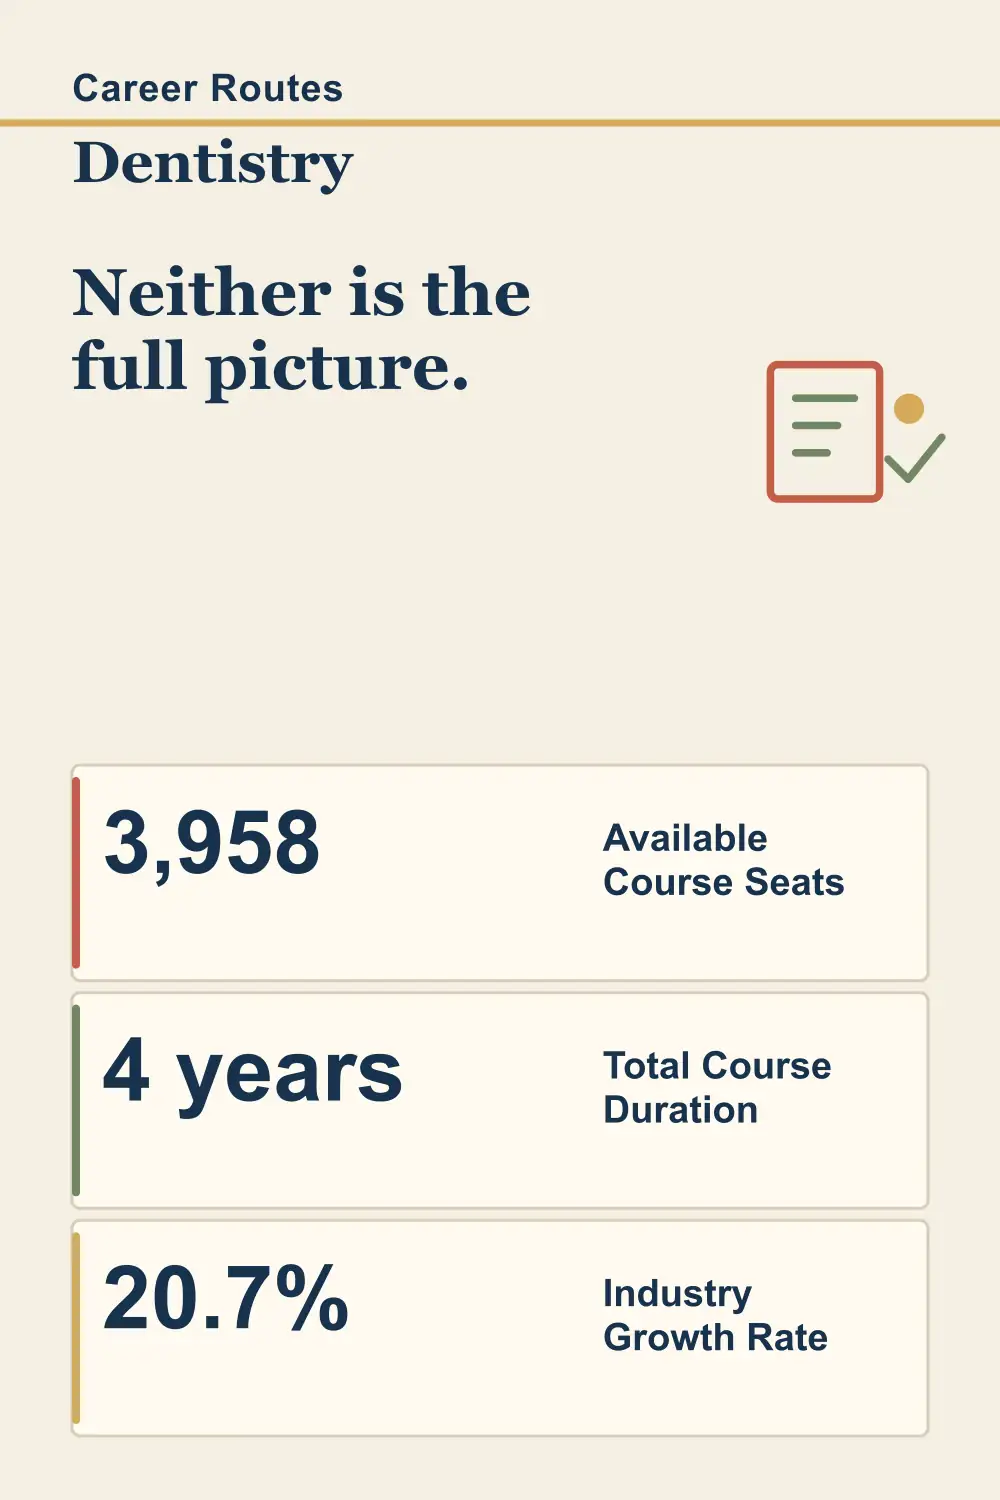 Career Routes
Dentistry
Neither is the
full picture.
3,958
Available
Course Seats
4 years
Total Course
Duration
20.7%
Industry
Growth Rate